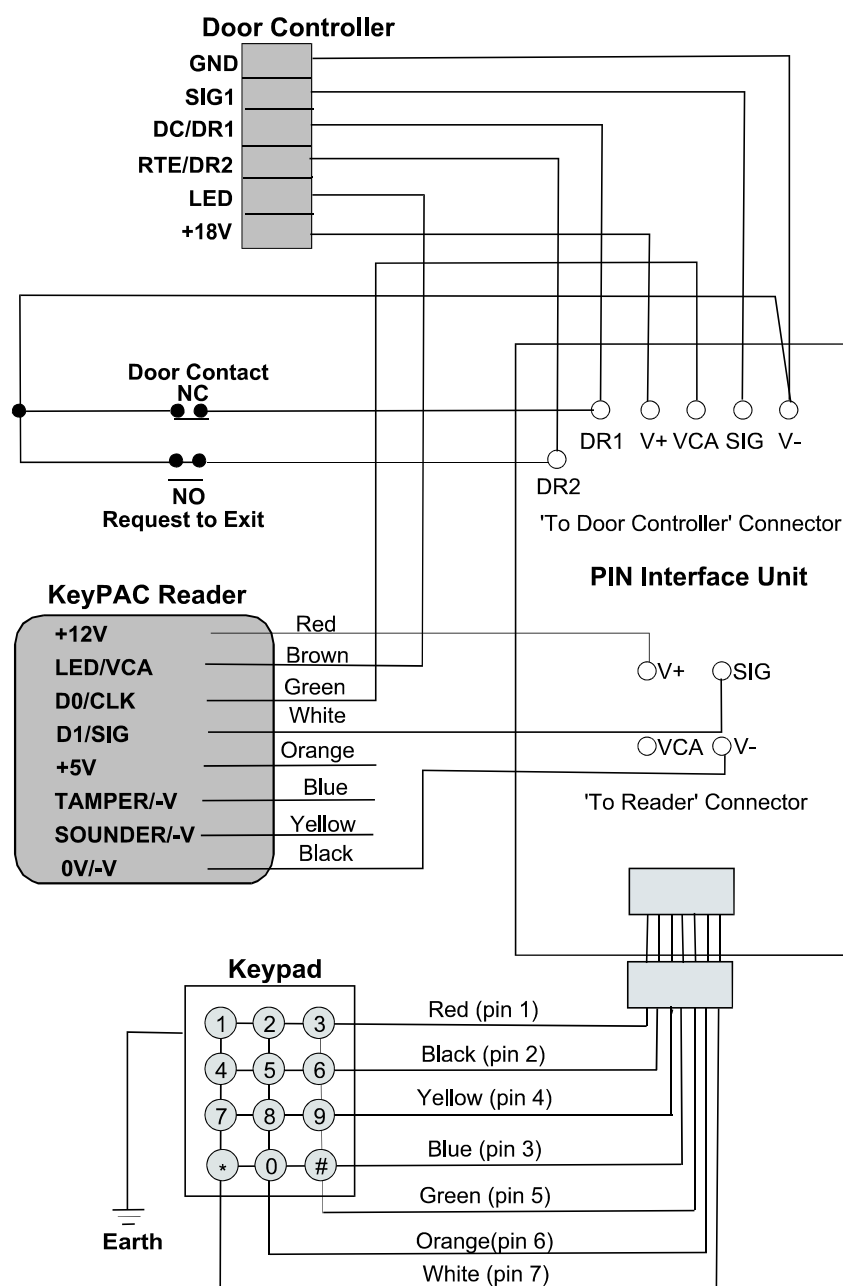 Door Controller
GND
SIG1
DC/DR1
RTE/DR2
LED
+18V
Door Contact
NC
DR1 V+ VCA SIG V-
DR2
NO
Request to Exit
'To Door Controller' Connector
PIN Interface Unit
KeyPAC Reader
+12V Red
LED/VCA Brown
D0/CLK Green
D1/SIG White
+5V Orange
TAMPER/-V Blue
SOUNDER/-V Yellow
0V/-V Black
V+ SIG
VCA V-
'To Reader' Connector
Keypad
1 2 3 Red (pin 1)
4 5 6 Black (pin 2)
7 8 9 Yellow (pin 4)
* 0 # Blue (pin 3)
Green (pin 5)
Earth
Orange(pin 6)
White (pin 7)